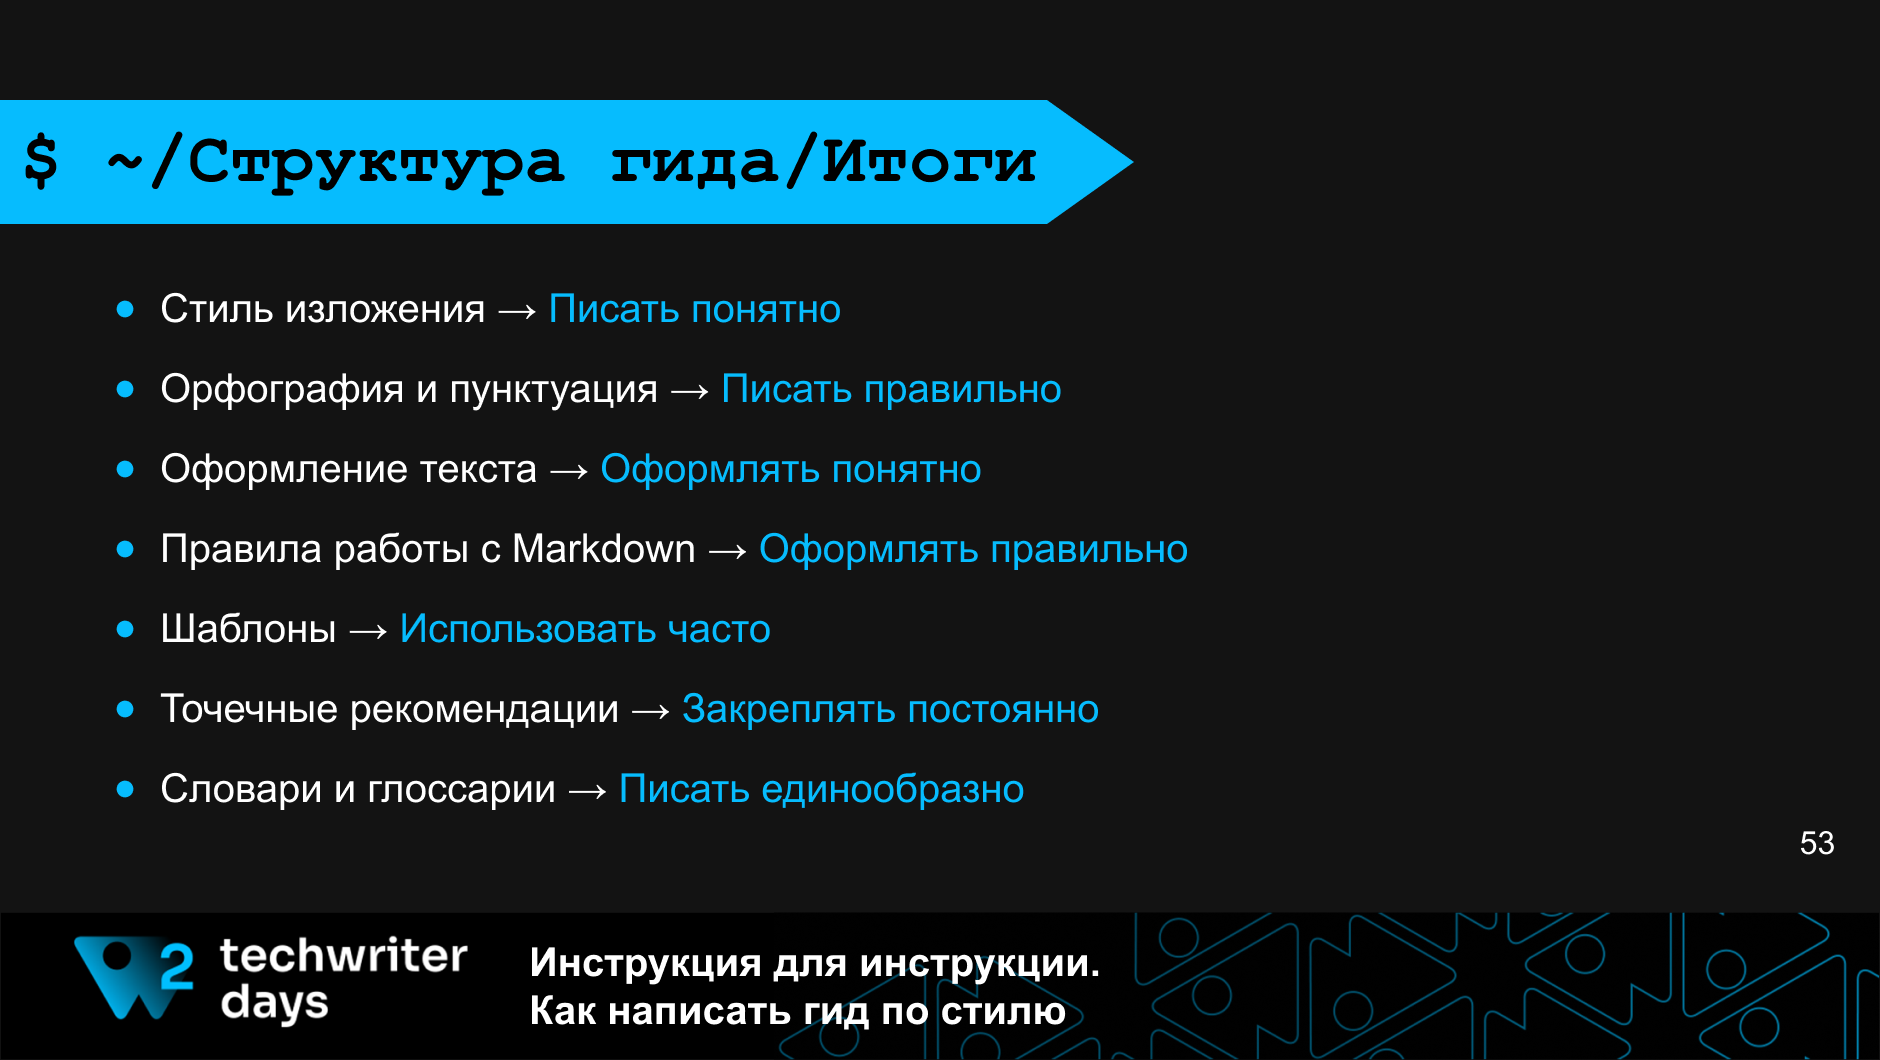 $ ~/Структура гида/Итоги
● Стиль изложения → Писать понятно
● Орфография и пунктуация → Писать правильно
● Оформление текста → Оформлять понятно
● Правила работы с Markdown → Оформлять правильно
● Шаблоны → Использовать часто
● Точечные рекомендации → Закреплять постоянно
● Словари и глоссарии → Писать единообразно
53
2
techwriter
days
Инструкция для инструкции.
Как написать гид по стилю